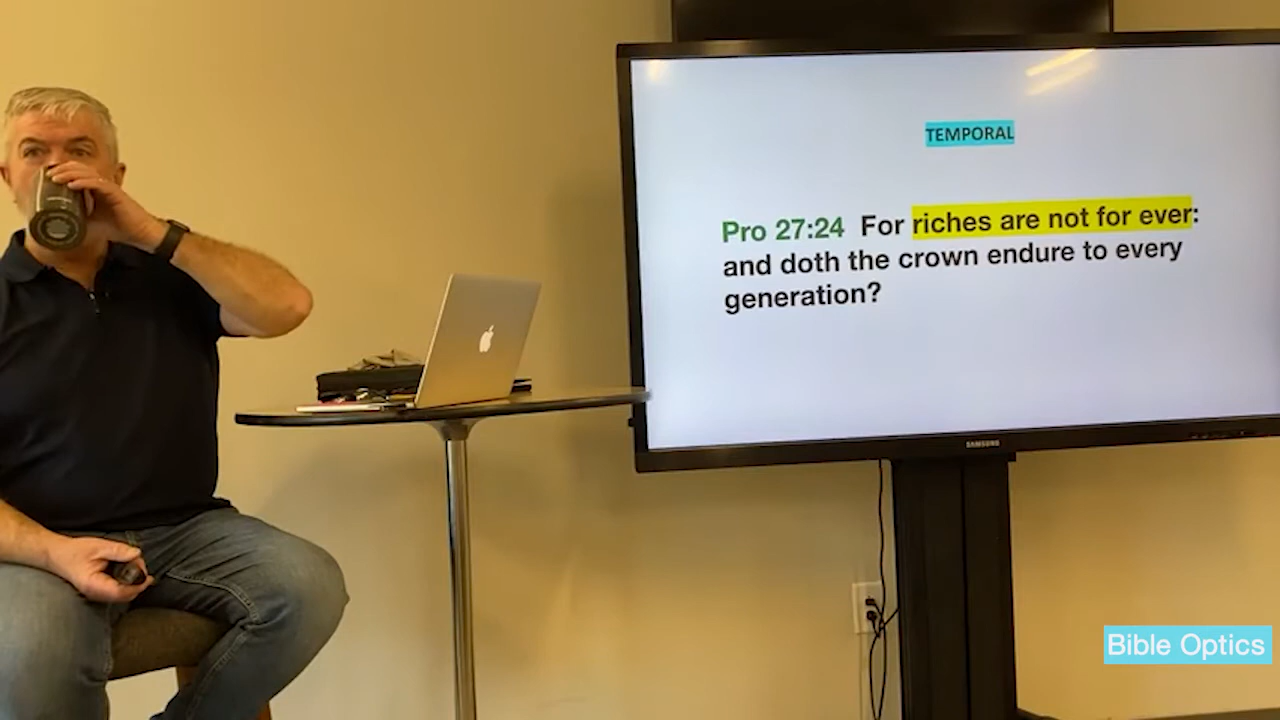 TEMPORAL
Pro 27:24 For riches are not for ever:
and doth the crown endure to every
generation?
SAMSUNG
Bible Optics